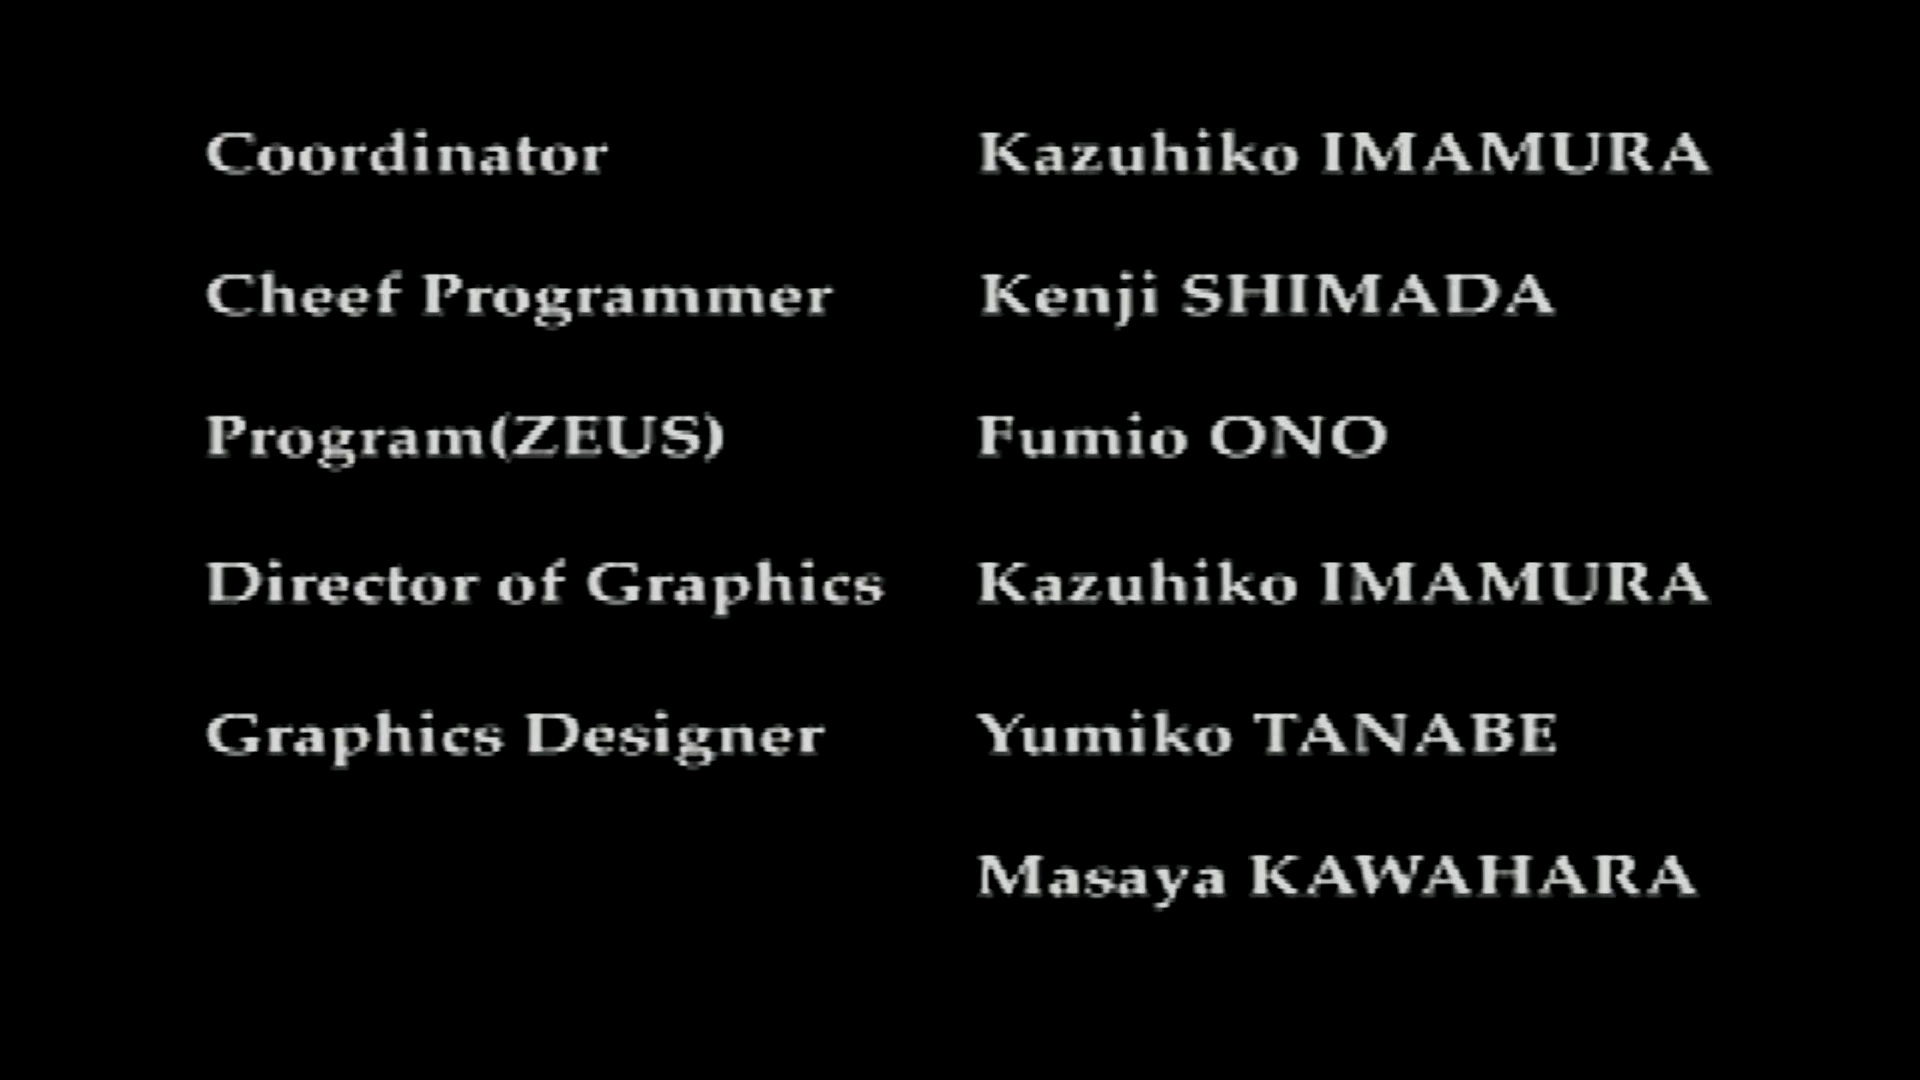 Coordinator Kazuhiko IMAMURA
Cheef Programmer Kenji SHIMADA
Program(ZEUS) Fumio ONO
Director of Graphics Kazuhiko IMAMURA
Graphics Designer Yumiko TANABE
Masaya KAWAHARA